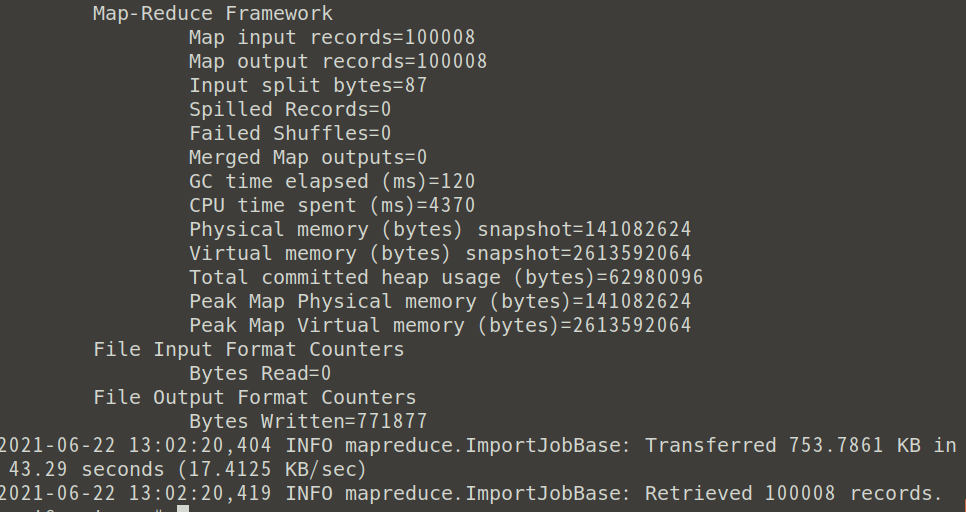 Map-Reduce Framework
Map input records=100008
Map output records=100008
Input split bytes=87
Spilled Records=0
Failed Shuffles=0
Merged Map outputs=0
GC time elapsed (ms)=120
CPU time spent (ms)=4370
Physical memory (bytes) snapshot=141082624
Virtual memory (bytes) snapshot=2613592064
Total committed heap usage (bytes)=62980096
Peak Map Physical memory (bytes)=141082624
Peak Map Virtual memory (bytes)=2613592064
File Input Format Counters
Bytes Read=0
File Output Format Counters
Bytes Written=771877
2021-06-22 13:02:20,404 INFO mapreduce.ImportJobBase: Transferred 753.7861 KB in
43.29 seconds (17.4125 KB/sec)
2021-06-22 13:02:20,419 INFO mapreduce.ImportJobBase: Retrieved 100008 records.